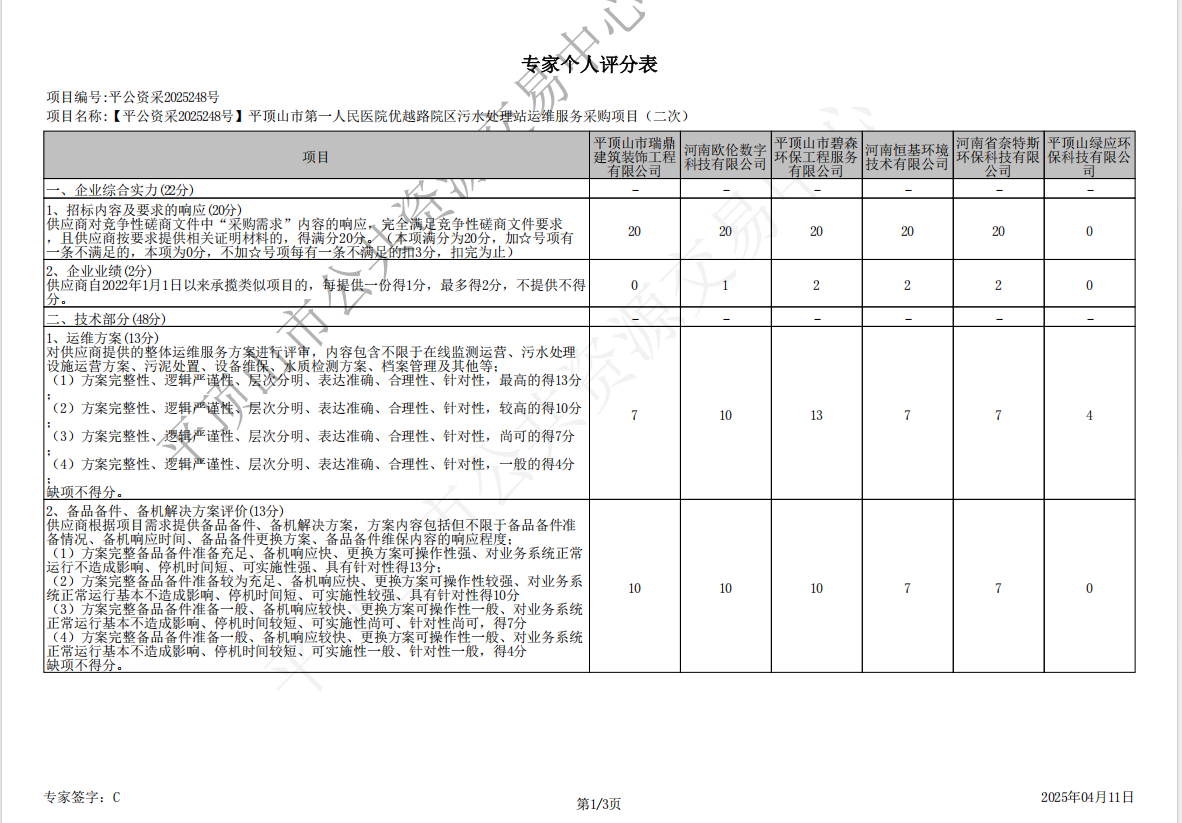 专家个人评分表
项目编号:平公资采2025248号
项目名称:【平公资采2025248号】平顶山市第一人民医院优越路院区污水处理站运维服务采购项目（二次）
项目
平顶山市瑞鼎
建筑装饰工程
有限公司
河南欧伦数字
科技有限公司
平顶山市碧森
环保工程服务
有限公司
河南恒基环境
技术有限公司
河南省奈特斯
环保科技有限
公司
平顶山绿应环
保科技有限公
司
一、企业综合实力(22分)
– – – – – –
1、招标内容及要求的响应(20分)
供应商对竞争性磋商文件中“采购需求”内容的响应，完全满足竞争性磋商文件要求
，且供应商按要求提供相关证明材料的，得满分20分。（本项满分为20分，加☆号项有
一条不满足的，本项为0分，不加☆号项每有一条不满足的扣3分，扣完为止）
20 20 20 20 20 0
2、企业业绩(2分)
供应商自2022年1月1日以来承揽类似项目的，每提供一份得1分，最多得2分，不提供不得
分。
0 1 2 2 2 0
二、技术部分(48分)
– – – – – –
1、运维方案(13分)
对供应商提供的整体运维服务方案进行评审，内容包含不限于在线监测运营、污水处理
设施运营方案、污泥处置、设备维保、水质检测方案、档案管理及其他等；
（1）方案完整性、逻辑严谨性、层次分明、表达准确、合理性、针对性，最高的得13分
；
（2）方案完整性、逻辑严谨性、层次分明、表达准确、合理性、针对性，较高的得10分
；
（3）方案完整性、逻辑严谨性、层次分明、表达准确、合理性、针对性，尚可的得7分
；
（4）方案完整性、逻辑严谨性、层次分明、表达准确、合理性、针对性，一般的得4分
；
缺项不得分。
7 10 13 7 7 4
2、备品备件、备机解决方案评价(13分)
供应商根据项目需求提供备品备件、备机解决方案，方案内容包括但不限于备品备件准
备情况、备机响应时间、备品备件更换方案、备品备件维保内容的响应程度；
（1）方案完整备品备件准备充足、备机响应快、更换方案可操作性强、对业务系统正常
运行不造成影响、停机时间短、可实施性强、具有针对性得13分；
（2）方案完整备品备件准备较为充足、备机响应快、更换方案可操作性较强、对业务系
统正常运行基本不造成影响、停机时间短、可实施性较强、具有针对性得10分
（3）方案完整备品备件准备一般、备机响应较快、更换方案可操作性一般、对业务系统
正常运行基本不造成影响、停机时间较短、可实施性尚可、针对性尚可，得7分
（4）方案完整备品备件准备一般、备机响应较快、更换方案可操作性一般、对业务系统
正常运行基本不造成影响、停机时间较短、可实施性一般、针对性一般，得4分
缺项不得分。
10 10 10 7 7 0
平顶山市公共资源交易中心
平顶山市公共资源交易中心
专家签字：C
第1/3页
2025年04月11日